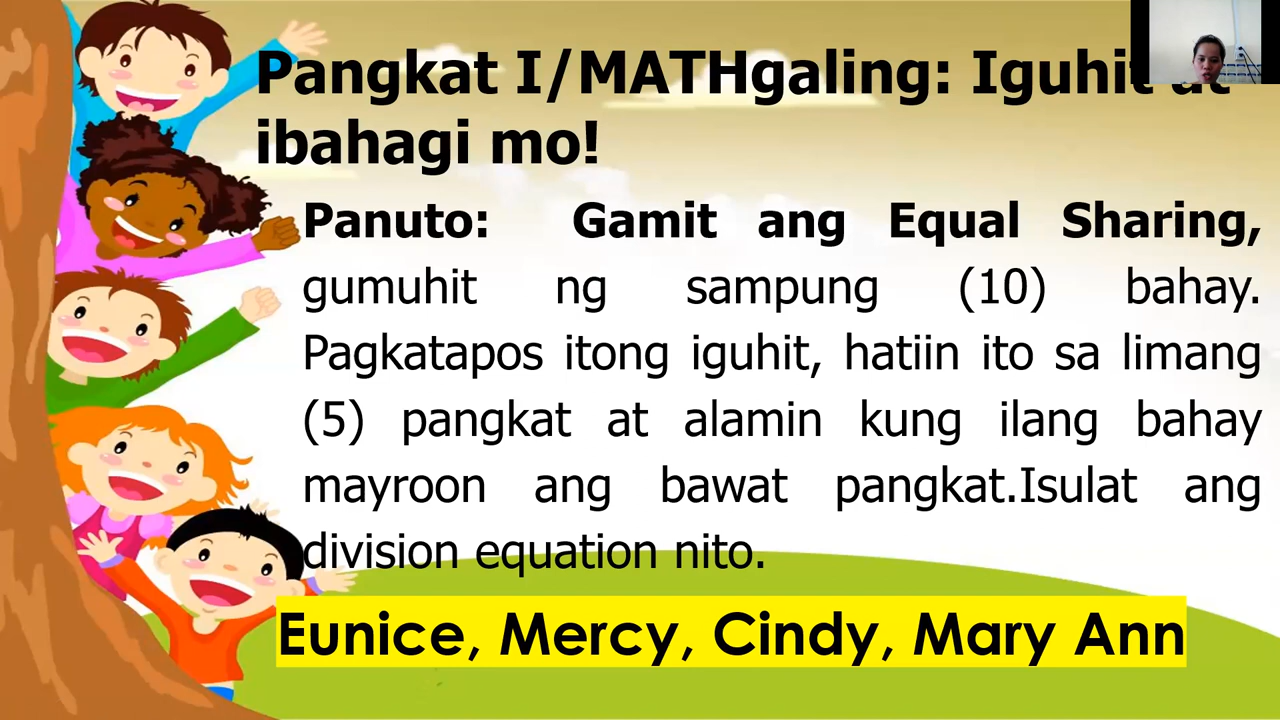 Pangkat I/MATHgaling: Iguhit at
ibahagi mo!
Panuto: Gamit ang Equal Sharing,
gumuhit ng sampung (10) bahay.
Pagkatapos itong iguhit, hatiin ito sa limang
(5) pangkat at alamin kung ilang bahay
mayroon ang bawat pangkat.Isulat ang
division equation nito.
Eunice, Mercy, Cindy, Mary Ann